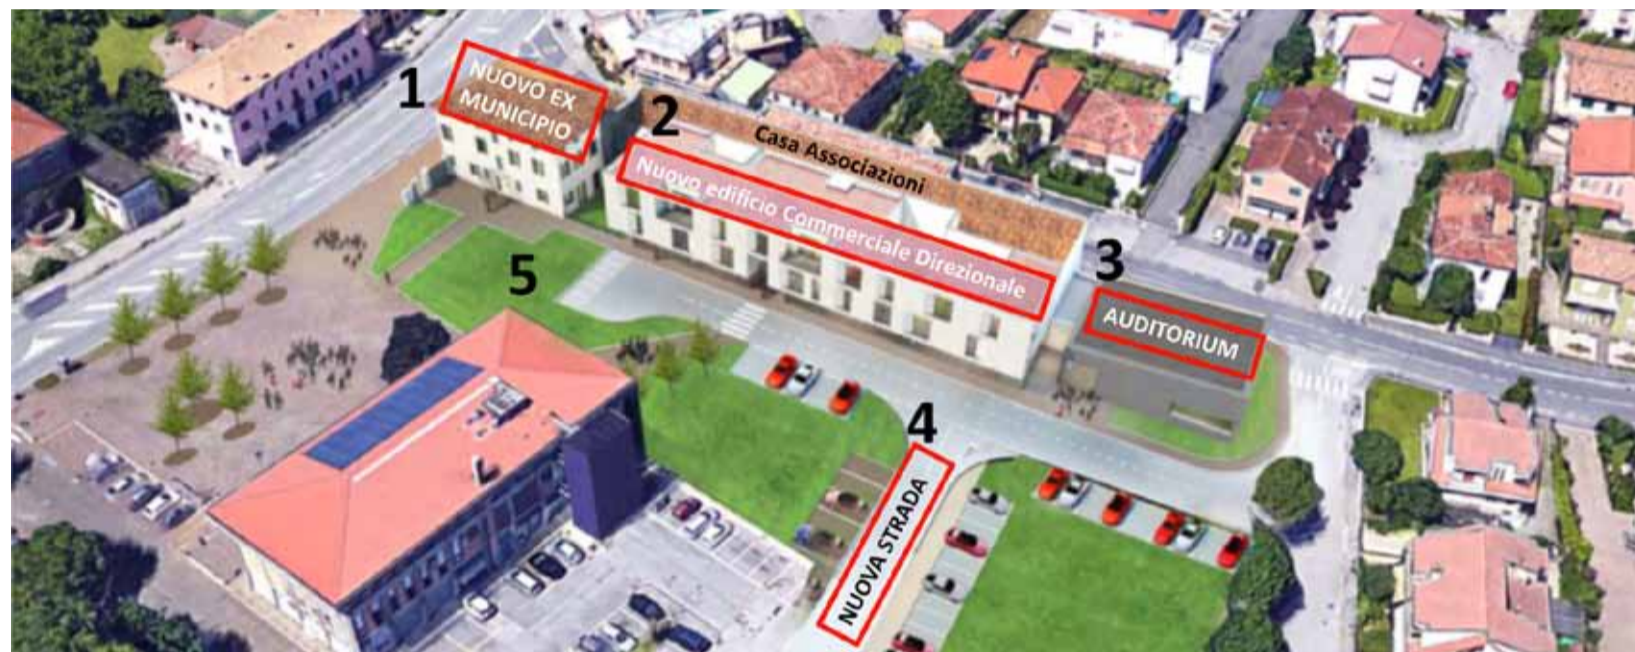 1
NUOVO EX
MUNICIPIO
2
Casa Associazioni
Nuovo edificio Commerciale Direzionale
3
AUDITORIUM
5
4
NUOVA STRADA